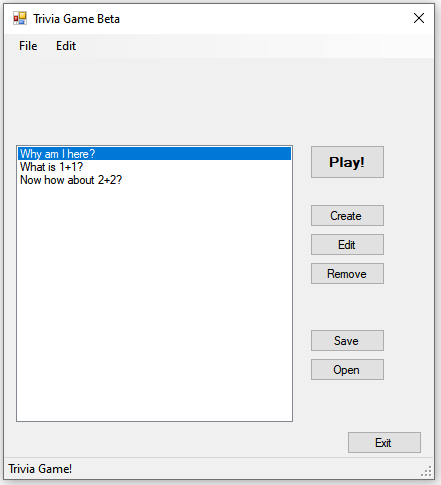 Trivia Game Beta
File Edit
Why am I here?
What is 1+1?
Now how about 2+2?
Play!
Create
Edit
Remove
Save
Open
Exit
Trivia Game!